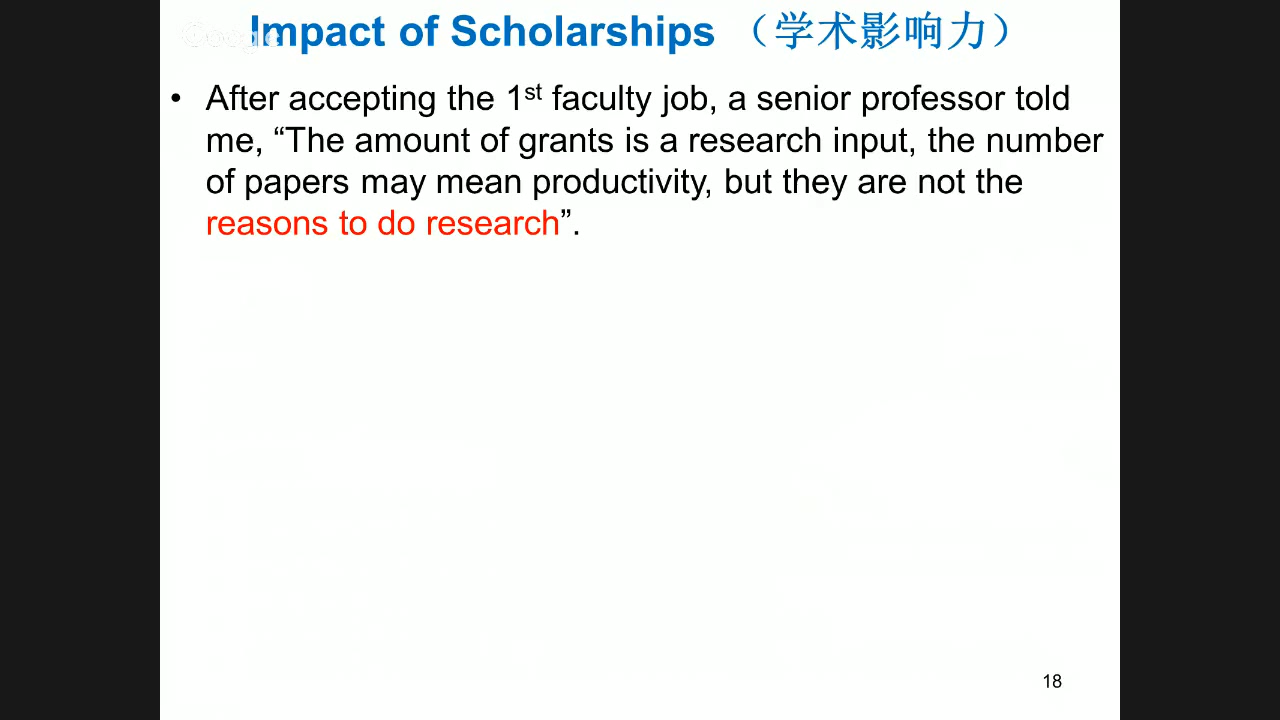 Impact of Scholarships （学术影响力）
• After accepting the 1st faculty job, a senior professor told
me, “The amount of grants is a research input, the number
of papers may mean productivity, but they are not the
reasons to do research”.
18